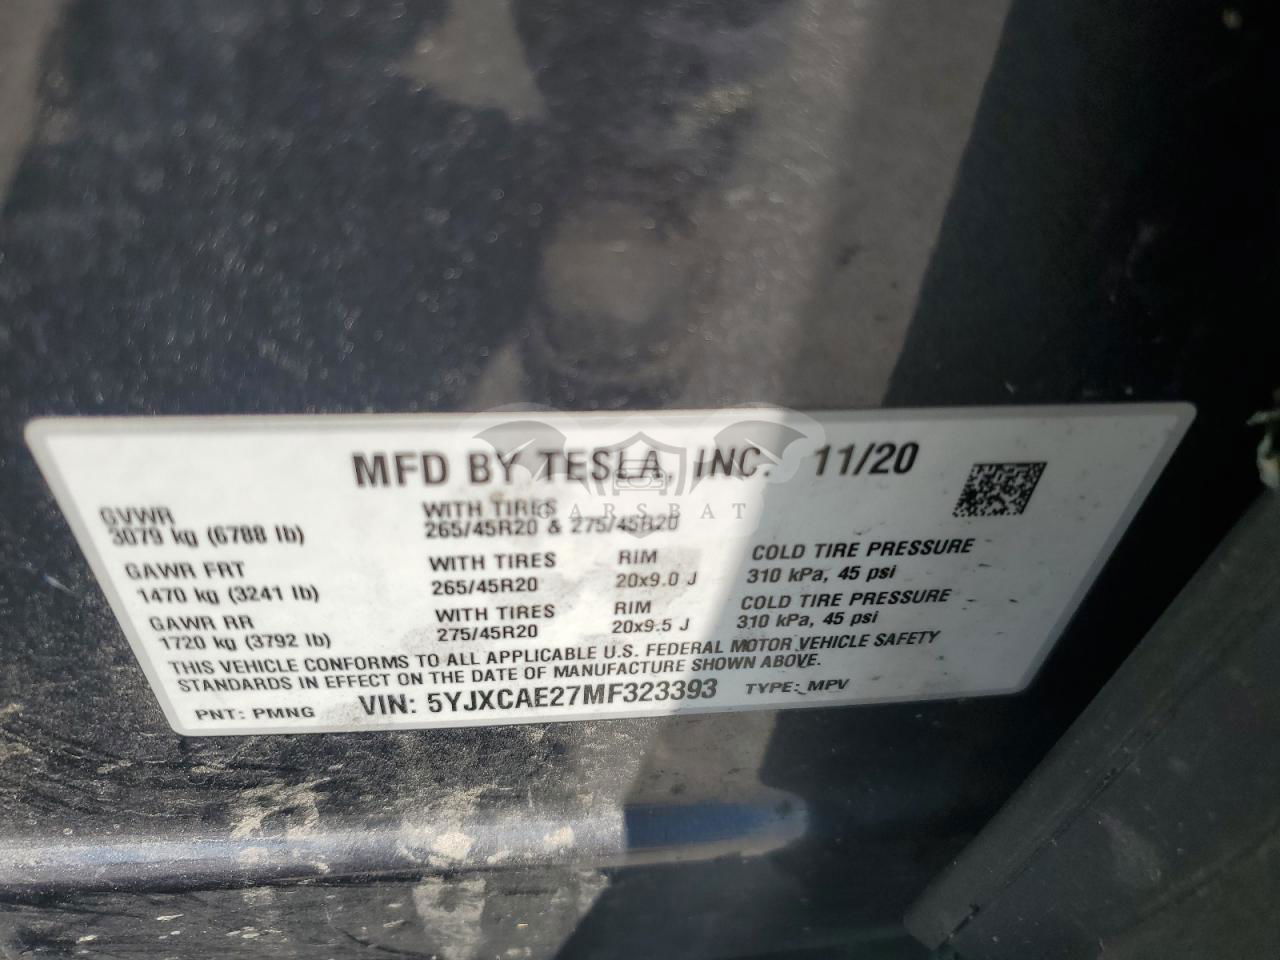 MFD BY TESLA, INC. 11/20
GVWR
3079 kg (6788 lb)
WITH TIRES
265/45R20 & 275/45R20
GAWR FRT
1470 kg (3241 lb)
WITH TIRES
265/45R20
RIM
20x9.0 J
COLD TIRE PRESSURE
310 kPa, 45 psi
GAWR RR
1720 kg (3792 lb)
WITH TIRES
275/45R20
RIM
20x9.5 J
COLD TIRE PRESSURE
310 kPa, 45 psi
THIS VEHICLE CONFORMS TO ALL APPLICABLE U.S. FEDERAL MOTOR VEHICLE SAFETY
STANDARDS IN EFFECT ON THE DATE OF MANUFACTURE SHOWN ABOVE.
PNT: PMNG VIN: 5YJXCAE27MF323393 TYPE: MPV
CARSBAT